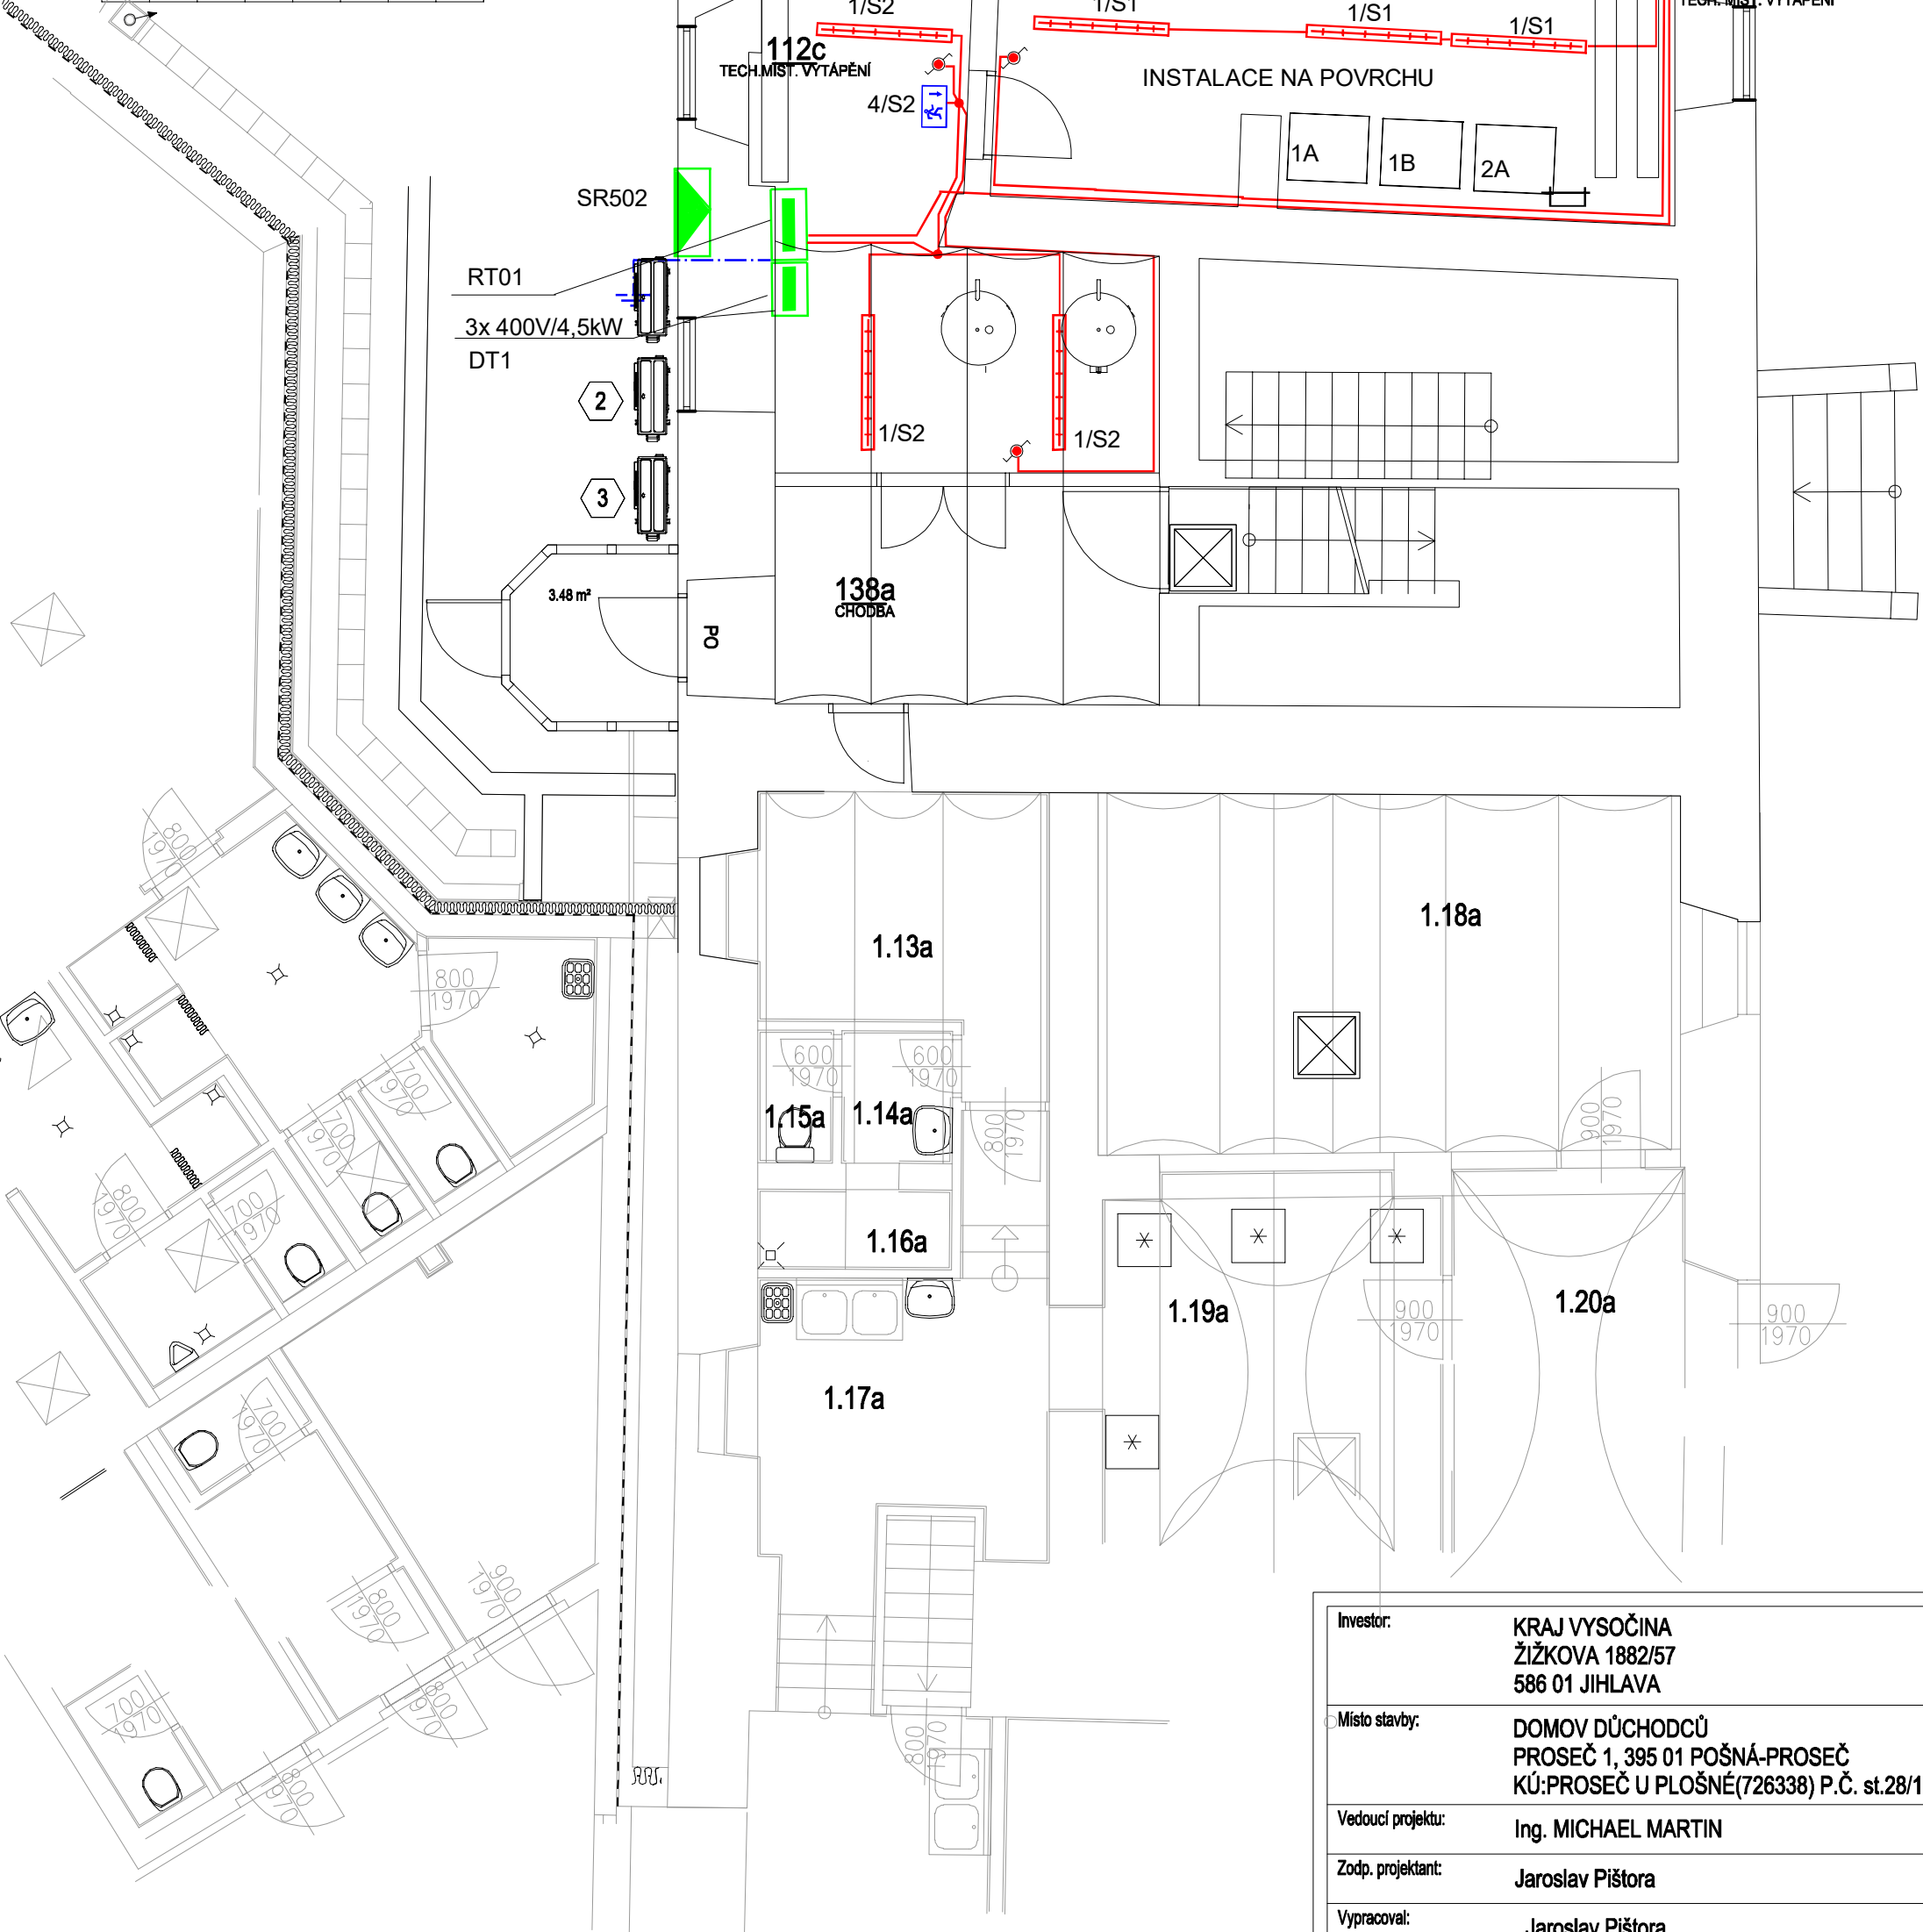 1/S2
1/S1
1/S1
1/S1
TECH. MÍST. VYTÁPĚNÍ
112c
TECH.MÍST. VYTÁPĚNÍ
INSTALACE NA POVRCHU
4/S2
1A
1B
2A
SR502
RT01
3x 400V/4,5kW
DT1
2
3
1/S2
1/S2
3.48 m²
138a
CHODBA
PO
800
1970
1.13a
1.18a
800
1970
600
1970
600
1970
700
1970
700
1970
1.15a
1.14a
800
1970
900
1970
800
1970
700
1970
1.16a
1.19a
900
1970
1.20a
900
1970
1.17a
700
1970
800
1970
900
1970
700
1970
800
1970
800
1970
800
1970
Investor:
KRAJ VYSOČINA
ŽIŽKOVA 1882/57
586 01 JIHLAVA
Místo stavby:
DOMOV DŮCHODCŮ
PROSEČ 1, 395 01 POŠNÁ-PROSEČ
KÚ:PROSEČ U PLOŠNÉ(726338) P.Č. st.28/1
Vedoucí projektu:
Ing. MICHAEL MARTIN
Zodp. projektant:
Jaroslav Pištora
Vypracoval:
Jaroslav Pištora